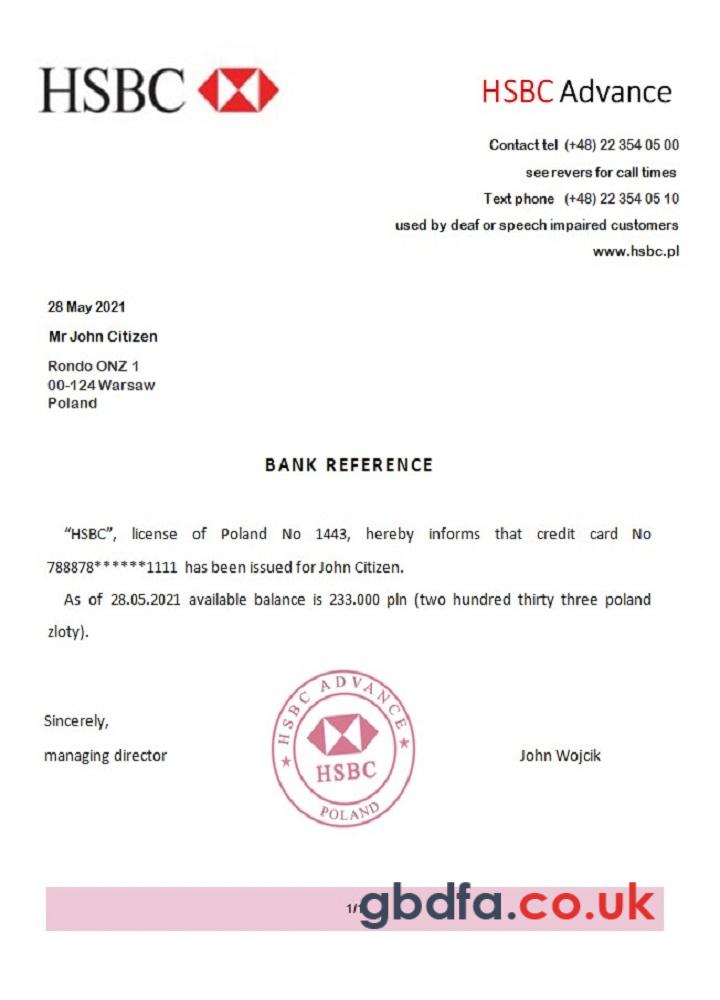 HSBC
HSBC Advance
Contact tel (+48) 22 354 05 00
see revers for call times
Text phone (+48) 22 354 05 10
used by deaf or speech impaired customers
www.hsbc.pl
28 May 2021
Mr John Citizen
Rondo ONZ 1
00-124 Warsaw
Poland
BANK REFERENCE
“HSBC”, license of Poland No 1443, hereby informs that credit card No
788878******1111 has been issued for John Citizen.
As of 28.05.2021 available balance is 233.000 pln (two hundred thirty three poland
zloty).
HSBC ADVANCE
HSBC
POLAND
Sincerely,
managing director
John Wojcik
1/1
gbdfa.co.uk